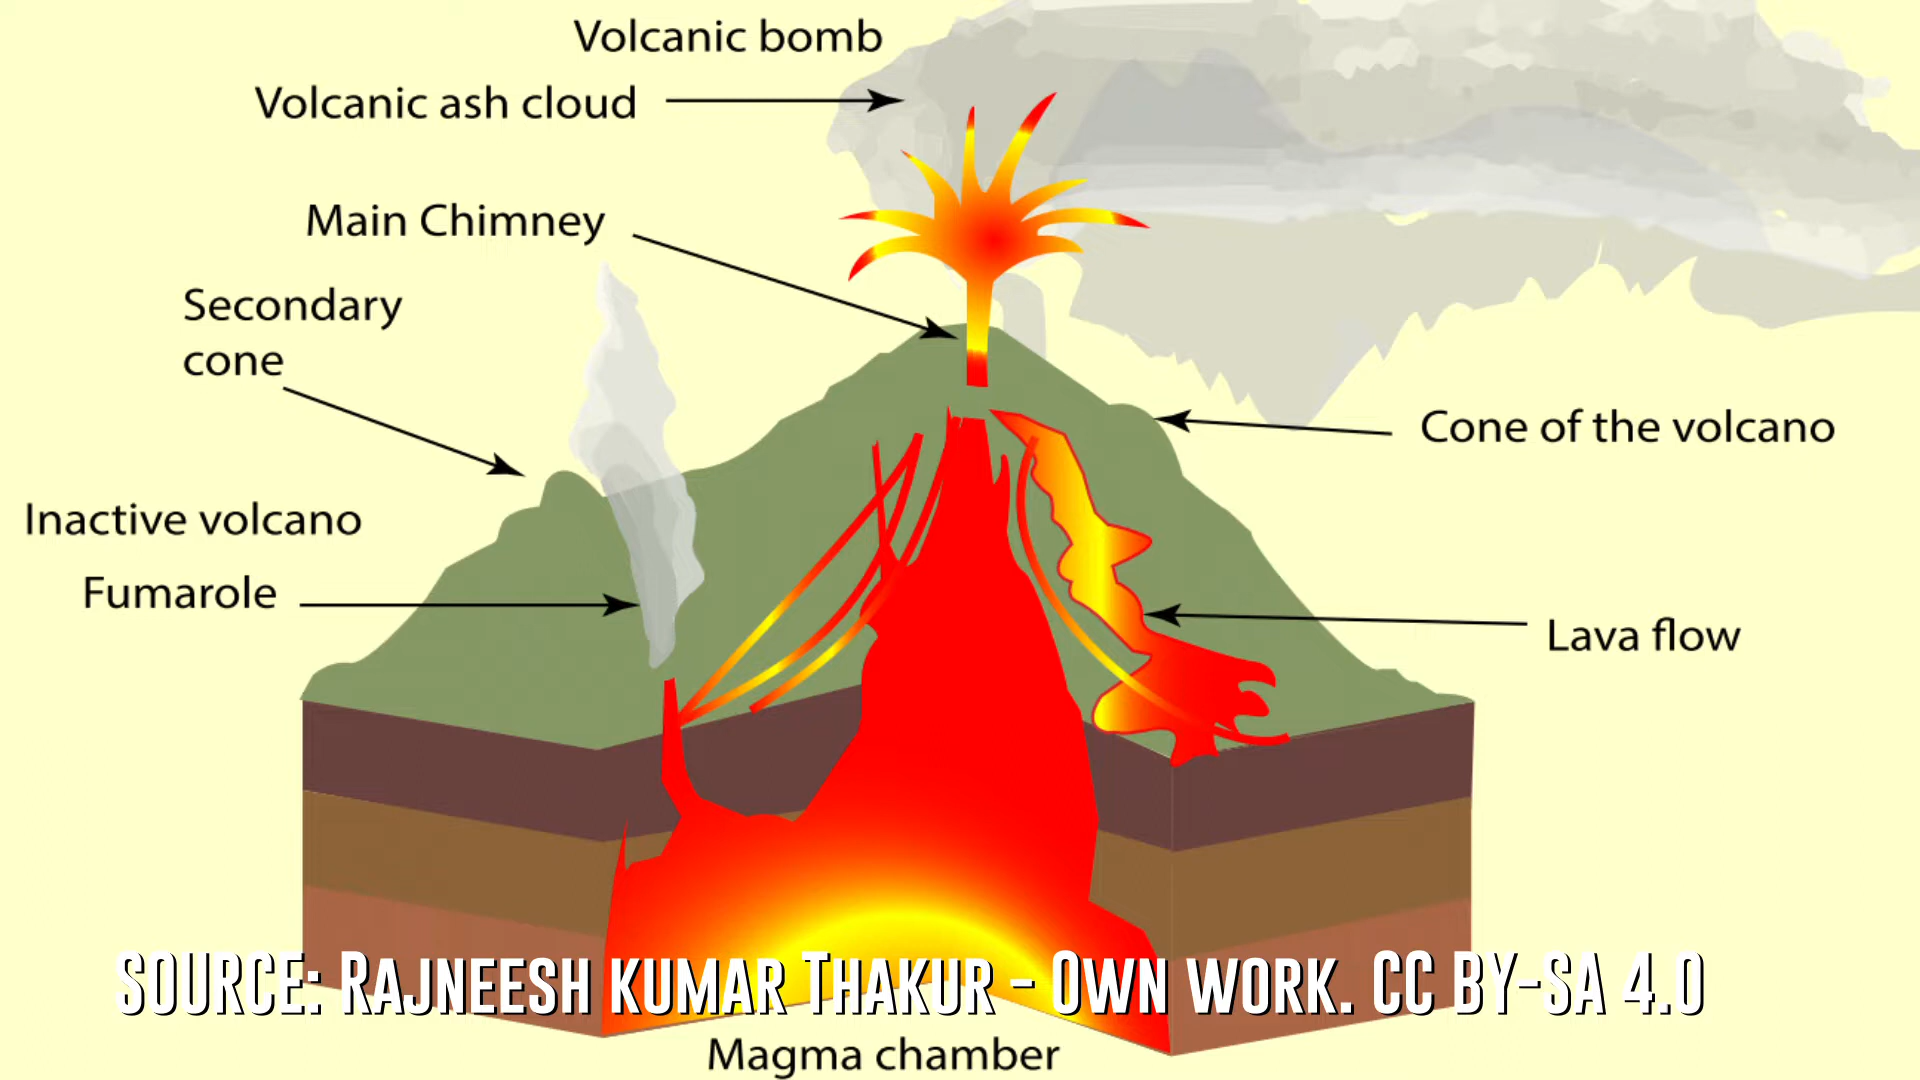 Volcanic bomb
Volcanic ash cloud
Main Chimney
Secondary
cone
Cone of the volcano
Inactive volcano
Fumarole
Lava flow
SOURCE: RAJNEESH KUMAR THAKUR - OWN WORK. CC BY-SA 4.0
Magma chamber